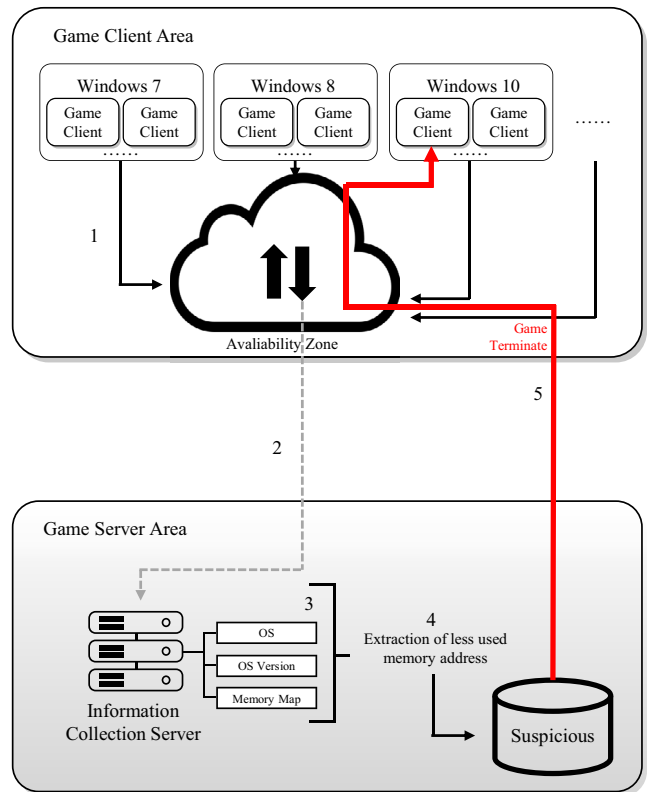 Game Client Area
Windows 7
Windows 8
Windows 10
Game
Client
Game
Client
Game
Client
Game
Client
Game
Client
Game
Client
……
……
……
……
1
Avaliability Zone
Game
Terminate
2
5
Game Server Area
3
OS
OS Version
Memory Map
4
Extraction of less used
memory address
Information
Collection Server
Suspicious